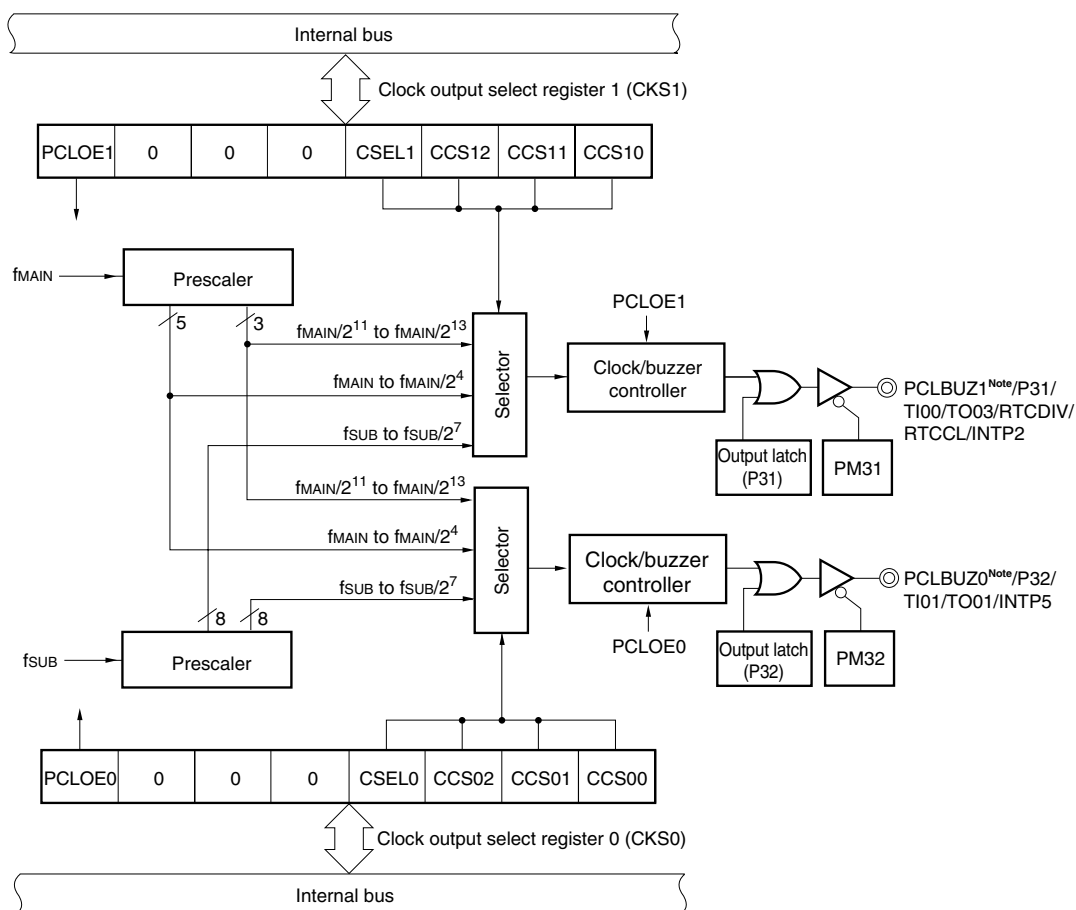 Internal bus
Clock output select register 1 (CKS1)
PCLOE1 0 0 0 CSEL1 CCS12 CCS11 CCS10
fMAIN
Prescaler
5
3
fMAIN/2^11 to fMAIN/2^13
fMAIN to fMAIN/2^4
fSUB to fSUB/2^7
Selector
PCLOE1
Clock/buzzer
controller
Output latch
(P31)
PM31
PCLBUZ1^Note/P31/
TI00/TO03/RTCDIV/
RTCCL/INTP2
fMAIN/2^11 to fMAIN/2^13
fMAIN to fMAIN/2^4
fSUB to fSUB/2^7
Selector
Clock/buzzer
controller
PCLOE0
Output latch
(P32)
PM32
PCLBUZ0^Note/P32/
TI01/TO01/INTP5
8
8
fSUB
Prescaler
PCLOE0 0 0 0 CSEL0 CCS02 CCS01 CCS00
Clock output select register 0 (CKS0)
Internal bus